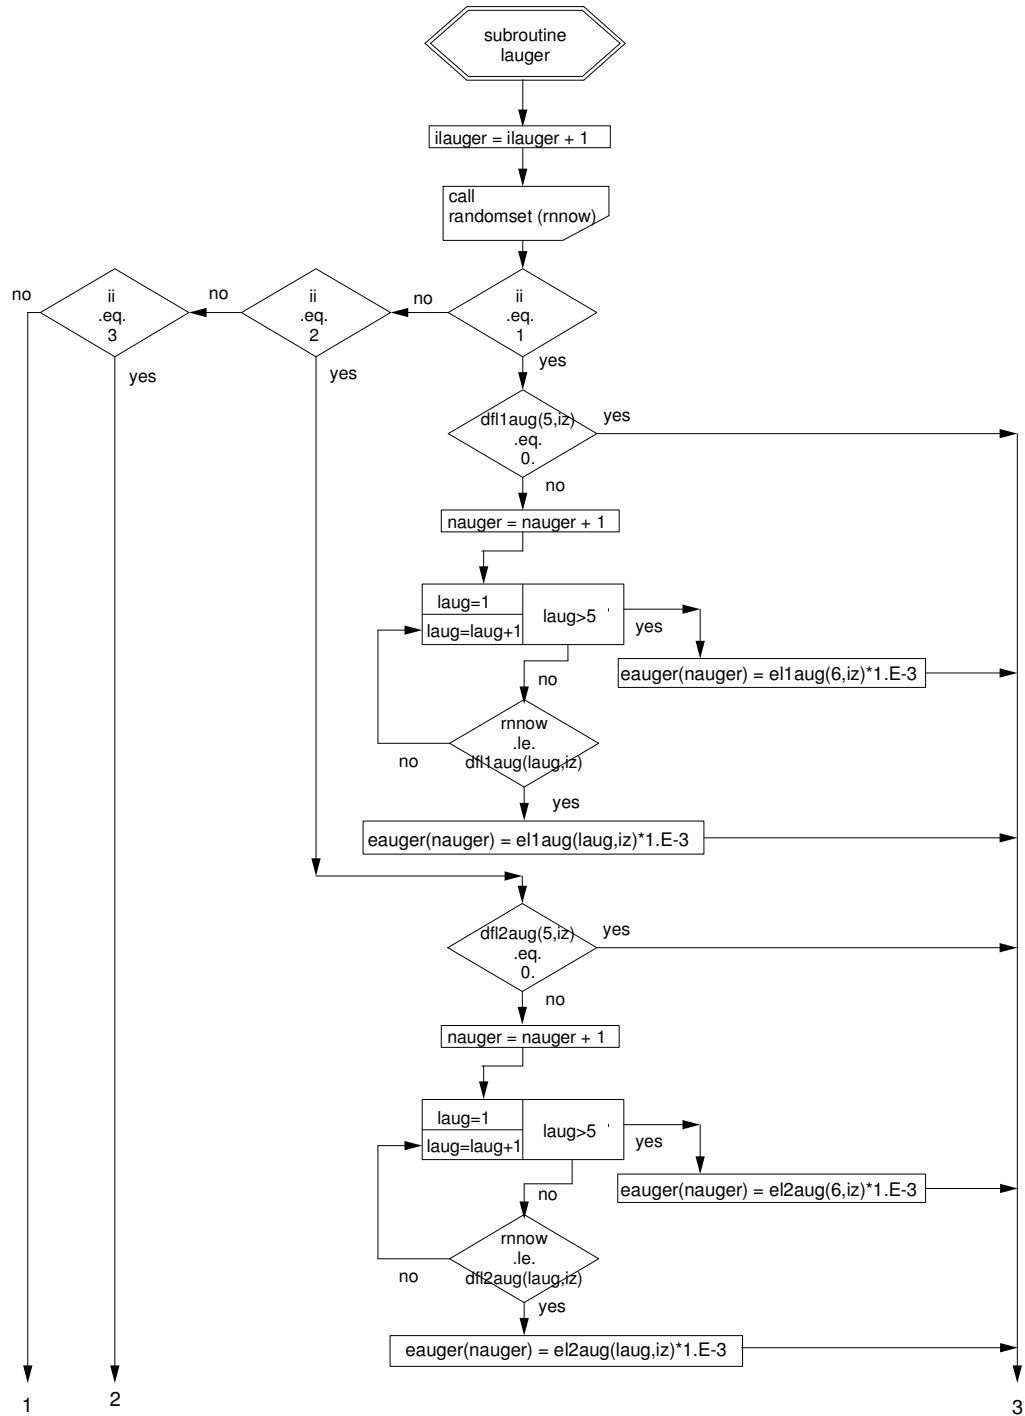 subroutine
lauger
ilauger = ilauger + 1
call
randomset (rnnow)
no
ii
.eq.
3
no
ii
.eq.
2
no
ii
.eq.
1
yes
yes
yes
dfl1aug(5,iz)
.eq.
0.
yes
no
nauger = nauger + 1
laug=1
laug=laug+1
laug>5
yes
eauger(nauger) = el1aug(6,iz)*1.E-3
no
rnnow
.le.
dfl1aug(laug,iz)
no
yes
eauger(nauger) = el1aug(laug,iz)*1.E-3
dfl2aug(5,iz)
.eq.
0.
yes
no
nauger = nauger + 1
laug=1
laug=laug+1
laug>5
yes
eauger(nauger) = el2aug(6,iz)*1.E-3
no
rnnow
.le.
dfl2aug(laug,iz)
no
yes
eauger(nauger) = el2aug(laug,iz)*1.E-3
1
2
3